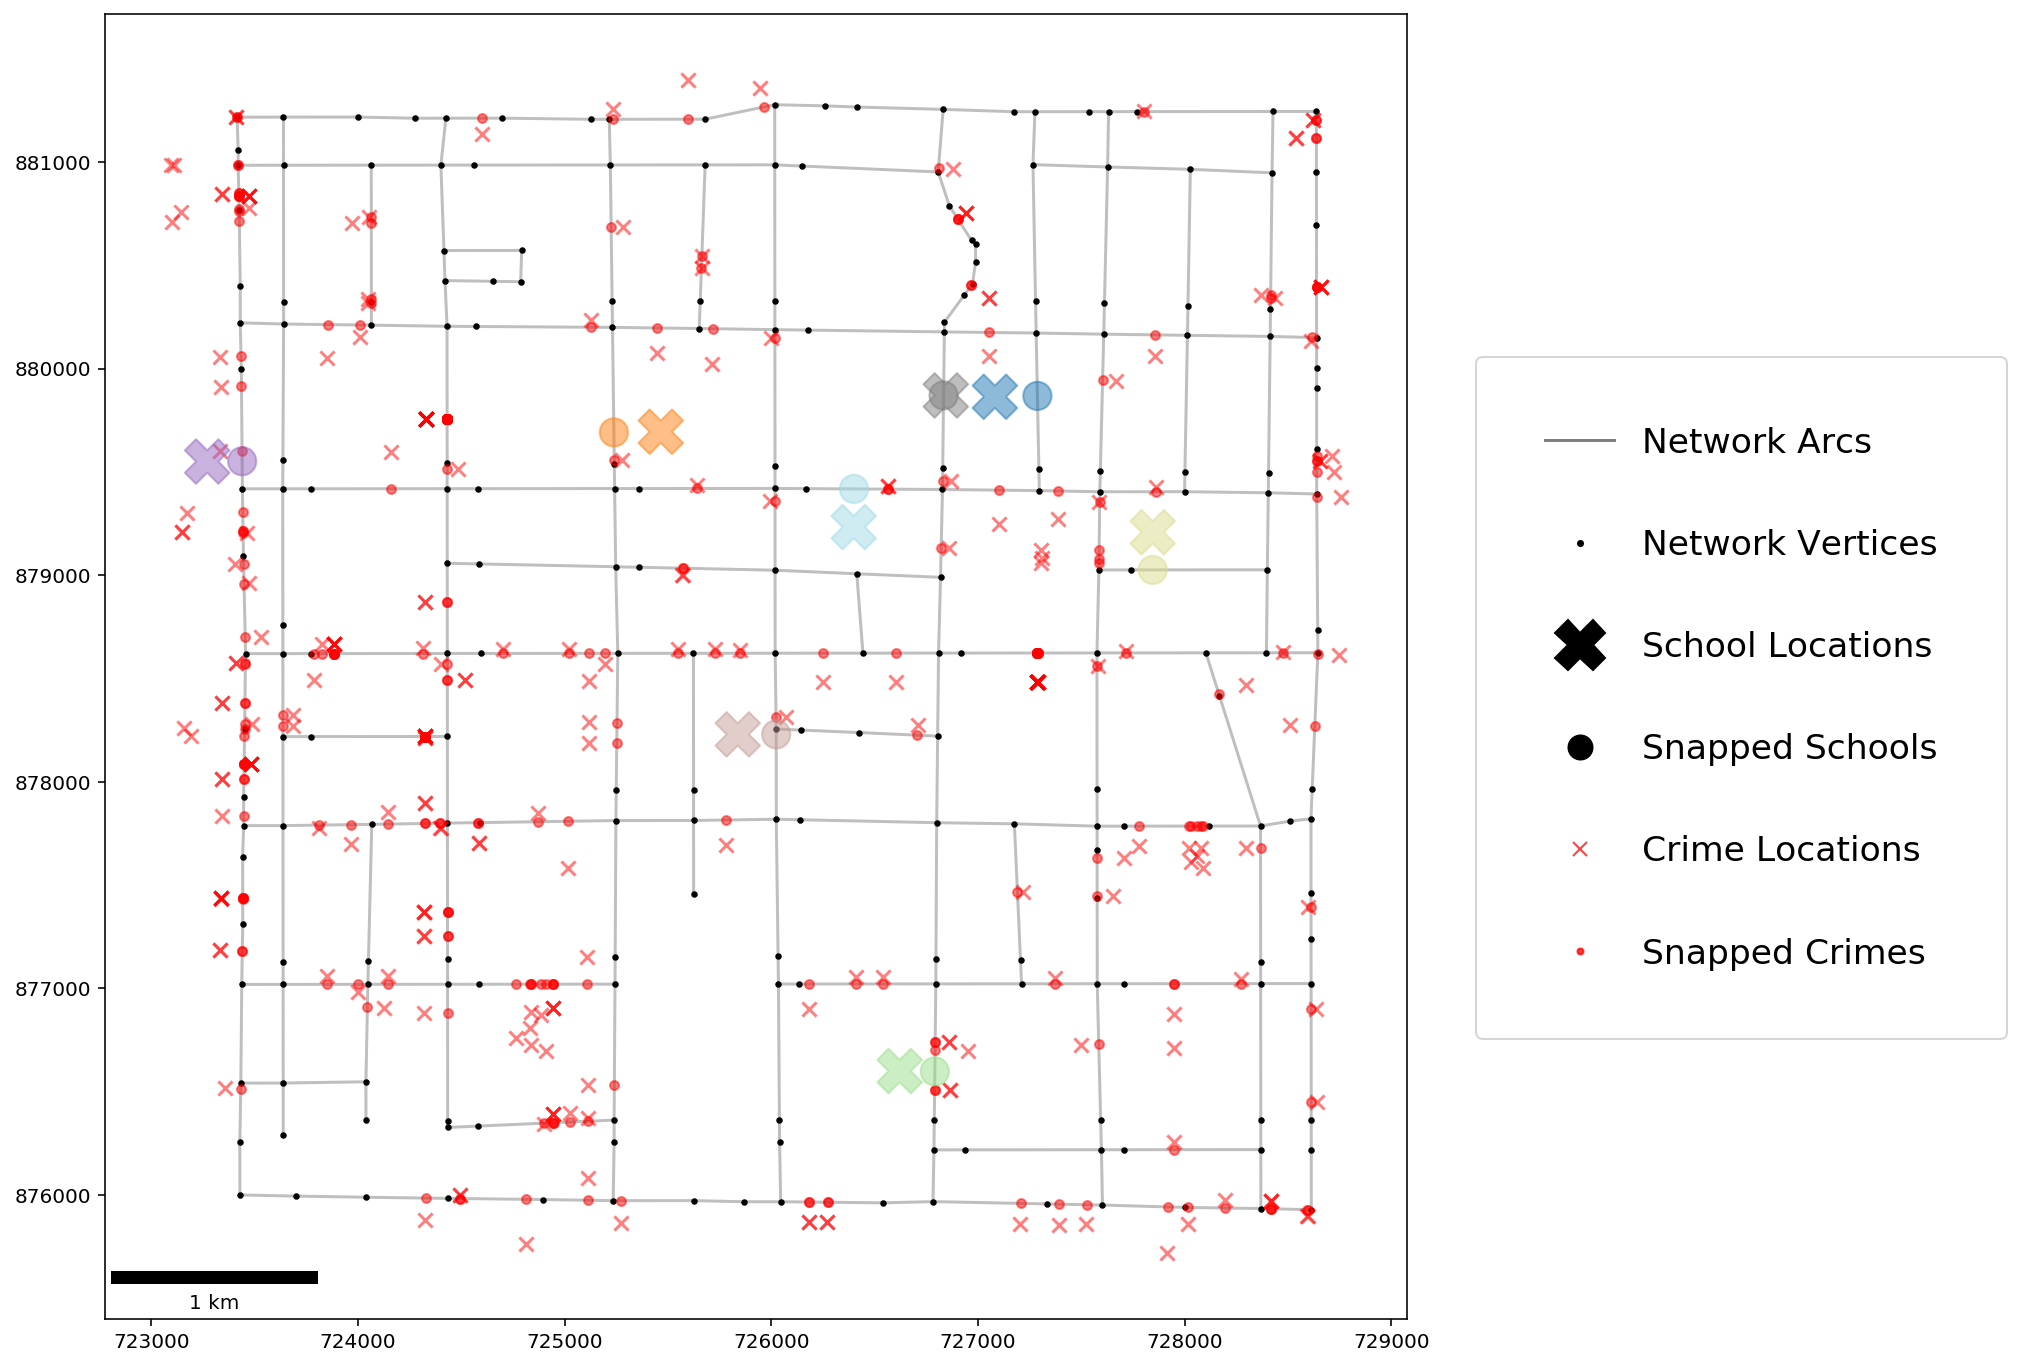 881000
880000
879000
878000
877000
876000
1 km
723000 724000 725000 726000 727000 728000 729000
Network Arcs
Network Vertices
School Locations
Snapped Schools
Crime Locations
Snapped Crimes